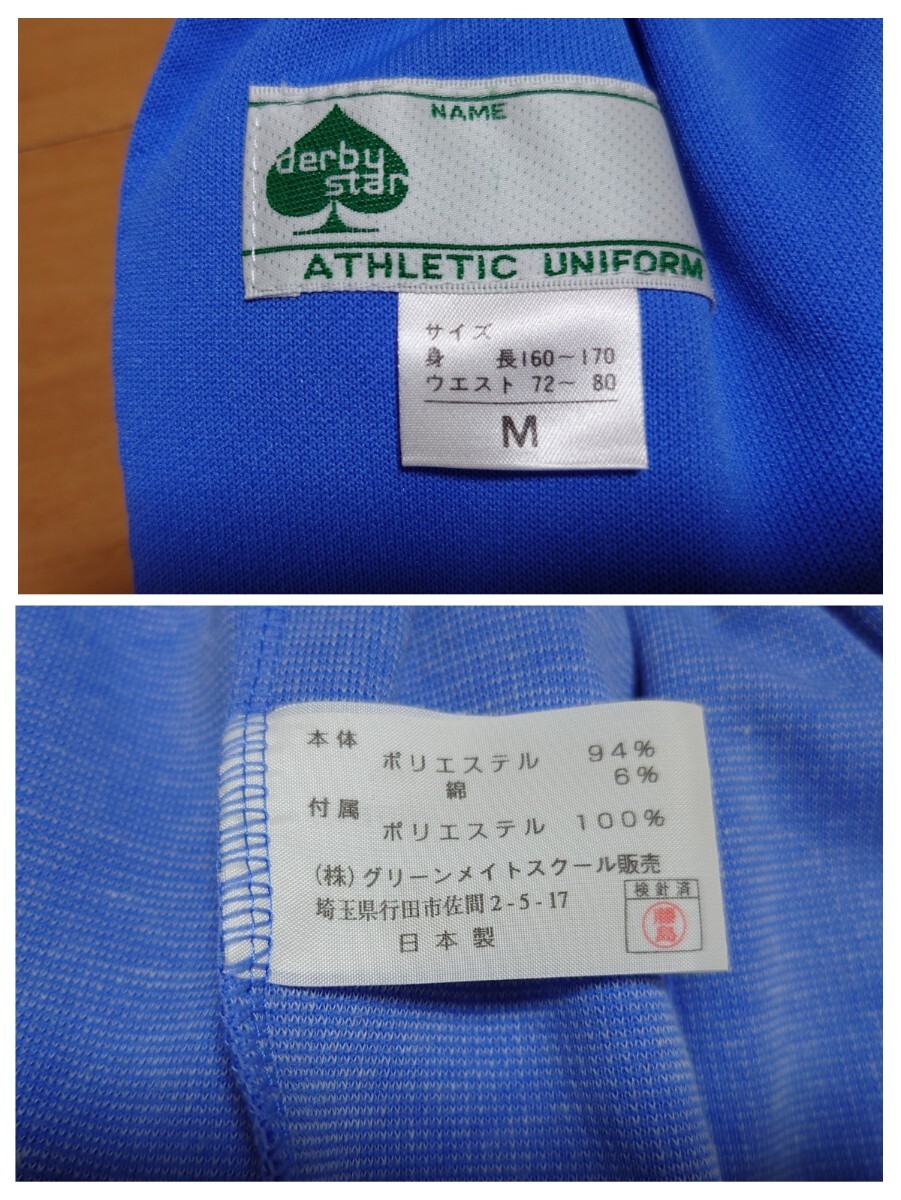 derby
star
NAME
ATHLETIC UNIFORM
サイズ
身 長160～170
ウエスト 72～ 80
M
本体
ポリエステル 94%
綿 6%
付属
ポリエステル 100%
(株)グリーンメイトスクール販売
埼玉県行田市佐間2-5-17
日本製
検針済
藤島